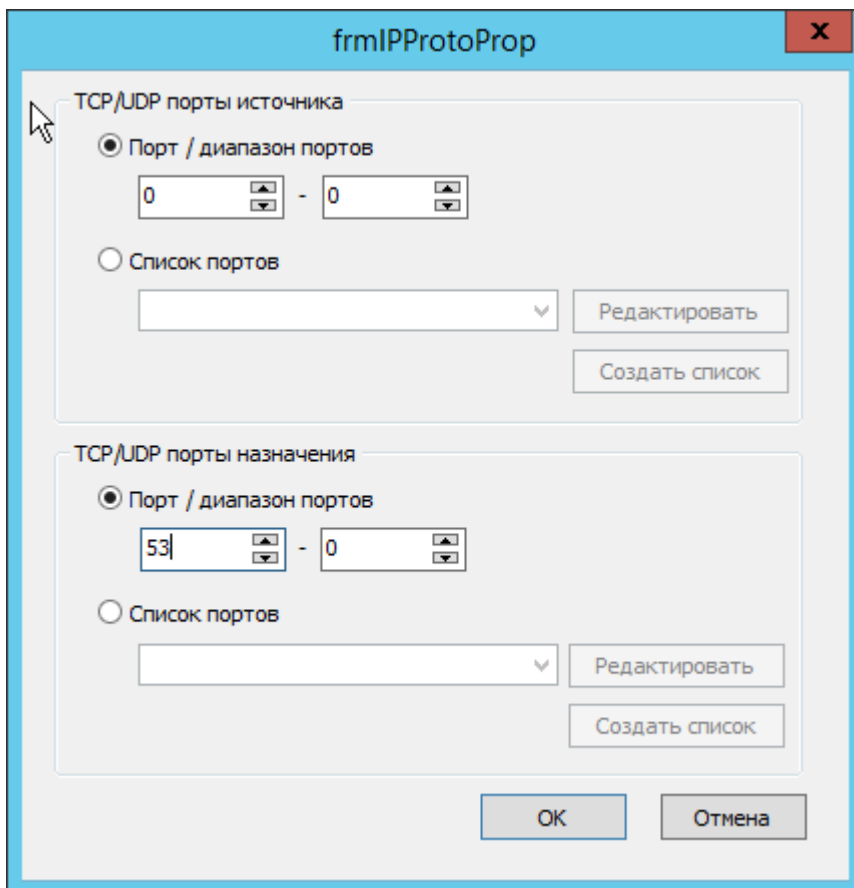 frmIPProtoProp
x
TCP/UDP порты источника
Порт / диапазон портов
0 - 0
Список портов
Редактировать
Создать список
TCP/UDP порты назначения
Порт / диапазон портов
53 - 0
Список портов
Редактировать
Создать список
OK Отмена